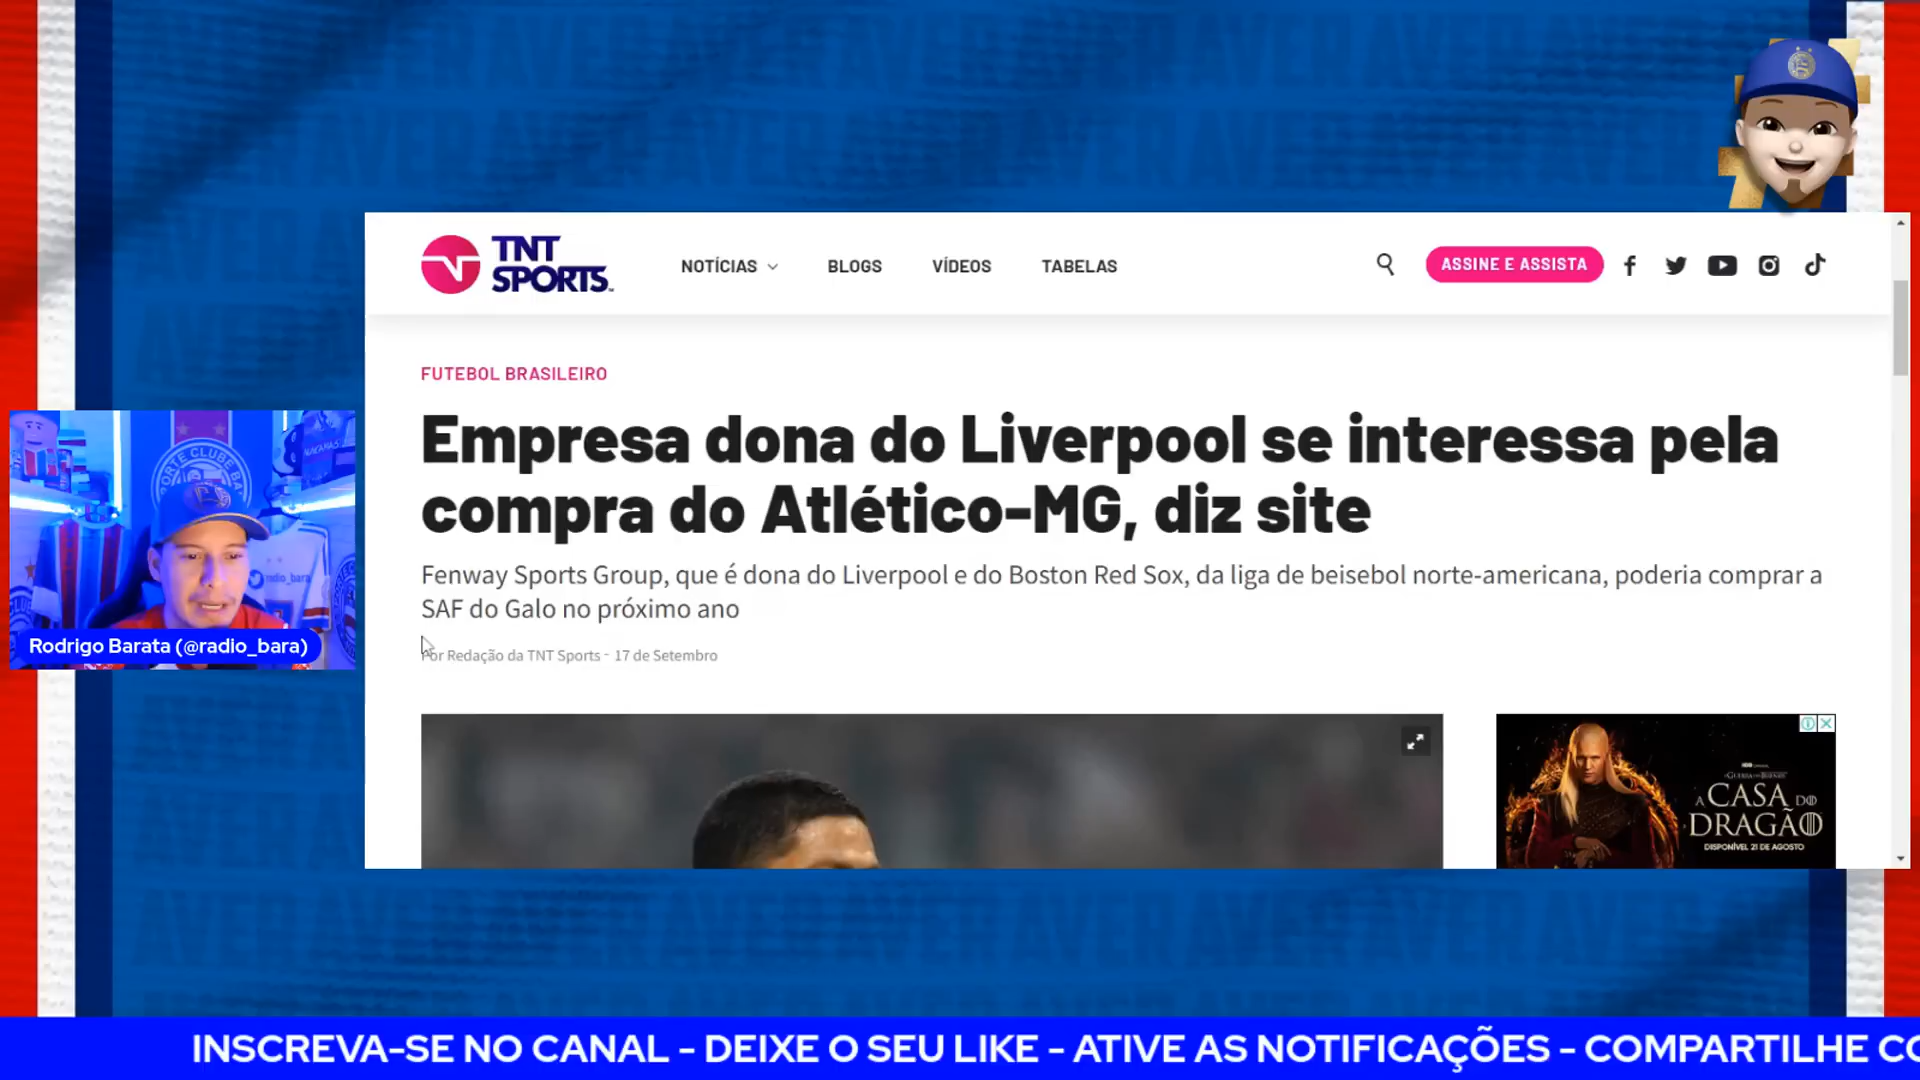 TNT
SPORTS
NOTÍCIAS
BLOGS
VÍDEOS
TABELAS
ASSINE E ASSISTA
FUTEBOL BRASILEIRO
Empresa dona do Liverpool se interessa pela
compra do Atlético-MG, diz site
Fenway Sports Group, que é dona do Liverpool e do Boston Red Sox, da liga de beisebol norte-americana, poderia comprar a
SAF do Galo no próximo ano
Por Redação da TNT Sports - 17 de Setembro
radio_bara
Rodrigo Barata (@radio_bara)
A CASA DO
DRAGÃO
DISPONÍVEL 21 DE AGOSTO
INSCREVA-SE NO CANAL - DEIXE O SEU LIKE - ATIVE AS NOTIFICAÇÕES - COMPARTILHE CO